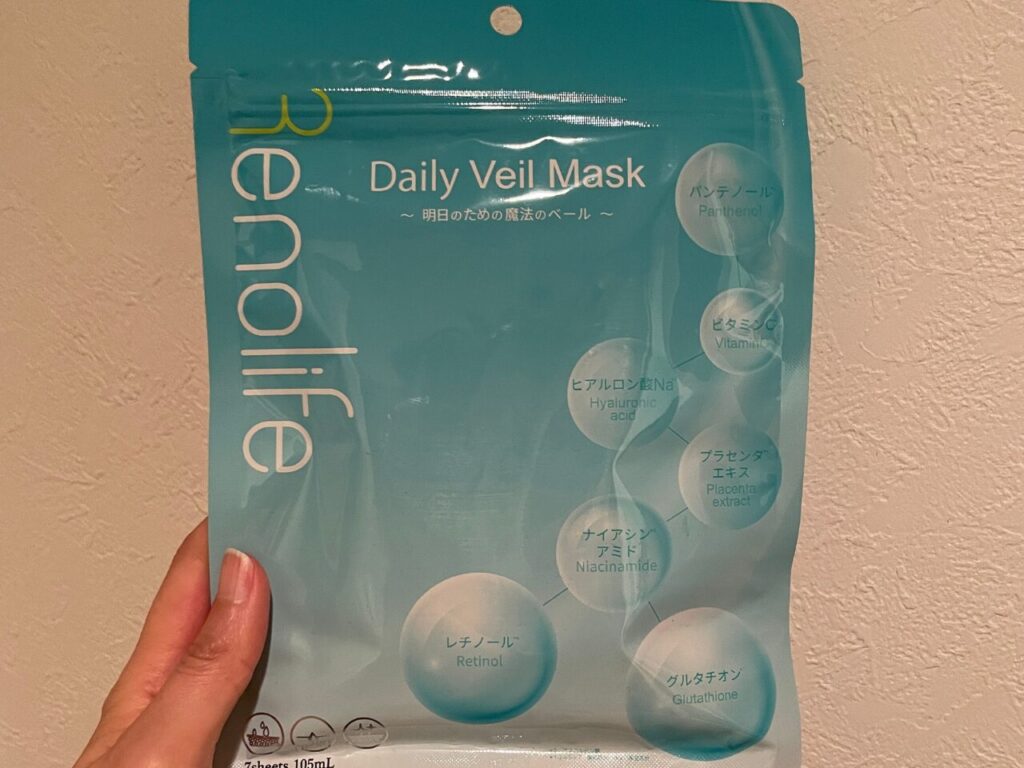 Renolife
Daily Veil Mask
～ 明日のための魔法のベール ～
パンテノール
Panthenol
ビタミンC
VitaminC
ヒアルロン酸Na
Hyaluronic
acid
プラセンタ
エキス
Placenta
extract
ナイアシン
アミド
Niacinamide
レチノール
Retinol
グルタチオン
Glutathione
7sheets 105mL